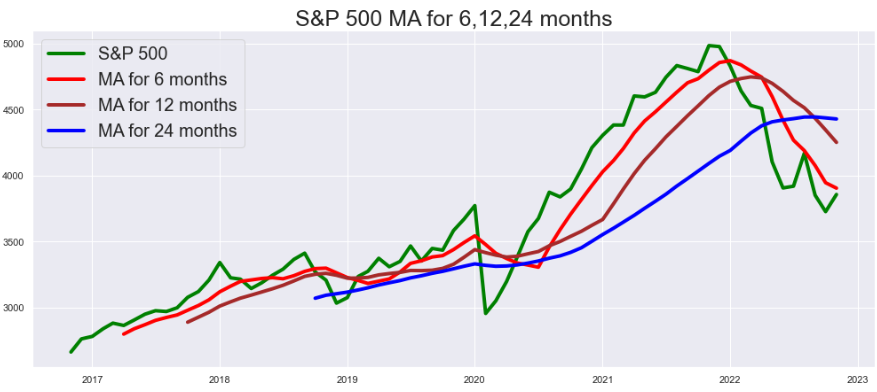 S&P 500 MA for 6,12,24 months
S&P 500
MA for 6 months
MA for 12 months
MA for 24 months
5000
4500
4000
3500
3000
2017 2018 2019 2020 2021 2022 2023